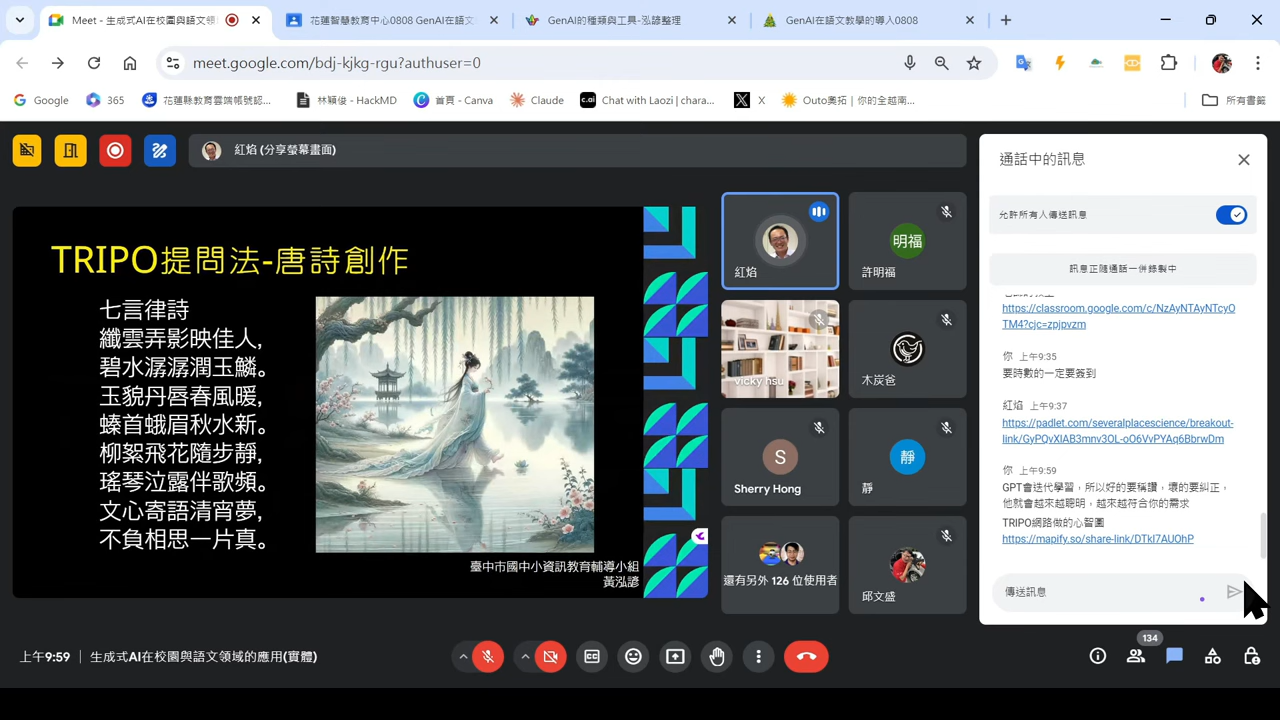 Meet - 生成式AI在校園與語文領
花蓮智慧教育中心0808 GenAI在語文
GenAI的種類與工具-泓諺整理
GenAI在語文教學的導入0808
meet.google.com/bdj-kjkg-rgu?authuser=0
Google
365
花蓮縣教育雲端帳號認...
林穎俊 - HackMD
首頁 - Canva
Claude
c.ai
Chat with Laozi | chara...
X
Outo奧拓 | 你的全越南...
所有書籤
紅焰 (分享螢幕畫面)
TRIPO提問法-唐詩創作
七言律詩
纖雲弄影映佳人,
碧水潺潺潤玉鱗。
玉貌丹唇春風暖,
螓首蛾眉秋水新。
柳絮飛花隨步靜,
瑤琴泣露伴歌頻。
文心寄語清宵夢,
不負相思一片真。
臺中市國中小資訊教育輔導小組
黃泓諺
紅焰
明福
許明福
vicky hsu
木炭爸
S
Sherry Hong
靜
靜
還有另外 126 位使用者
邱文盛
通話中的訊息
允許所有人傳送訊息
訊息正隨通話一併錄製中
https://classroom.google.com/c/NzAyNTAyNTcyO
TM4?cjc=zpjpvzm
你 上午9:35
要時數的一定要簽到
紅焰 上午9:37
https://padlet.com/severalplacescience/breakout-
link/GyPQvXlAB3mnv3OL-oO6VvPYAq6BbrwDm
你 上午9:59
GPT會迭代學習，所以好的要稱讚，壞的要糾正，
他就會越來越聰明，越來越符合你的需求
TRIPO網路做的心智圖
https://mapify.so/share-link/DTkI7AUOhP
傳送訊息
上午9:59 | 生成式AI在校園與語文領域的應用(實體)
134